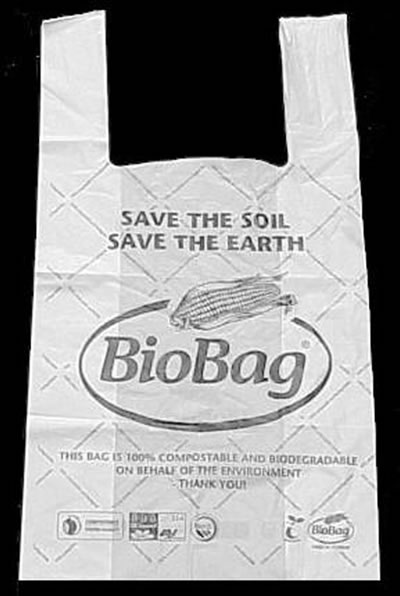 SAVE THE SOIL
SAVE THE EARTH
BioBag®
THIS BAG IS 100% COMPOSTABLE AND BIODEGRADABLE
ON BEHALF OF THE ENVIRONMENT
- THANK YOU!
BioBag